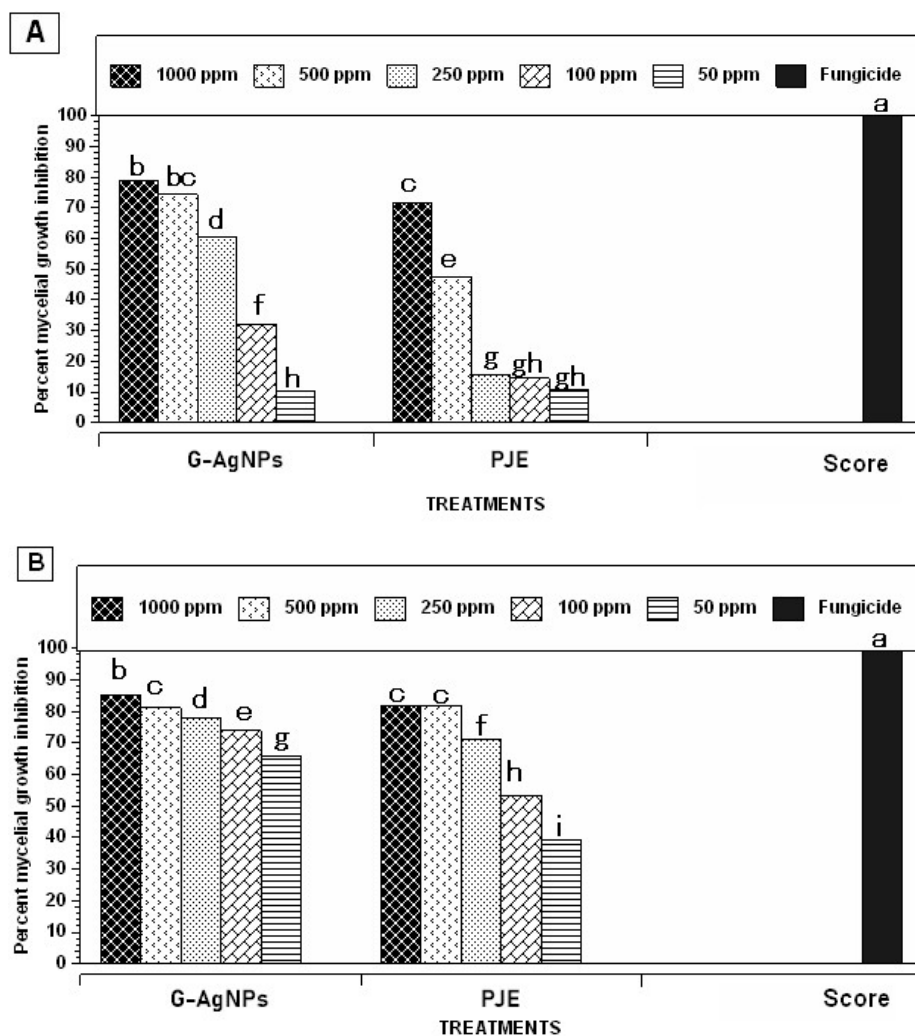 A
1000 ppm 500 ppm 250 ppm 100 ppm 50 ppm Fungicide
Percent mycelial growth inhibition
100
90
80
70
60
50
40
30
20
10
0
b bc d f h c e g gh gh a
G-AgNPs PJE Score
TREATMENTS
B
1000 ppm 500 ppm 250 ppm 100 ppm 50 ppm Fungicide
Percent mycelial growth inhibition
100
90
80
70
60
50
40
30
20
10
0
b c d e g c c f h i a
G-AgNPs PJE Score
TREATMENTS